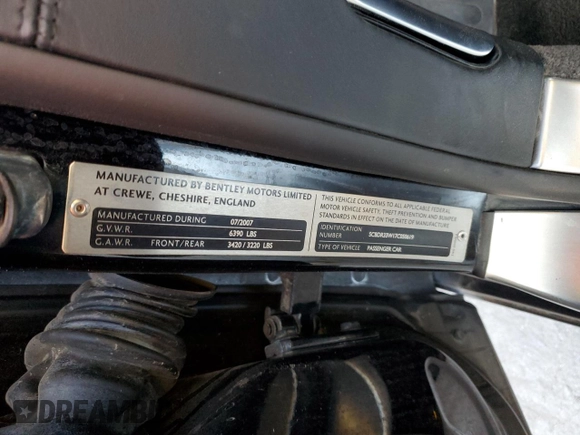 MANUFACTURED BY BENTLEY MOTORS LIMITED
AT CREWE, CHESHIRE, ENGLAND
MANUFACTURED DURING 07/2007
G.V.W.R. 6390 LBS
G.A.W.R. FRONT/REAR 3420 / 3220 LBS
THIS VEHICLE CONFORMS TO ALL APPLICABLE FEDERAL
MOTOR VEHICLE SAFETY, THEFT PREVENTION AND BUMPER
STANDARDS IN EFFECT ON THE DATE OF MANUFACTURE
IDENTIFICATION
NUMBER
TYPE OF VEHICLE PASSENGER CAR
DREAMBI